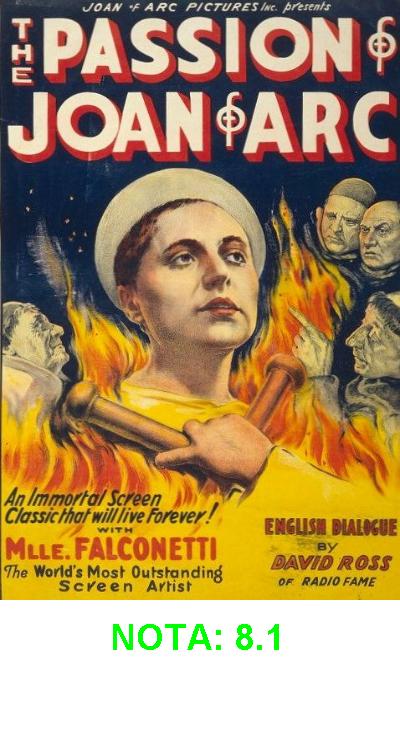 JOAN of ARC PICTURES Inc. presents
THE PASSION of
JOAN of ARC
An Immortal Screen
Classic that will live Forever!
WITH
MLLE. FALCONETTI
The World's Most Outstanding
Screen Artist
ENGLISH DIALOGUE
BY
DAVID ROSS
OF RADIO FAME
NOTA: 8.1